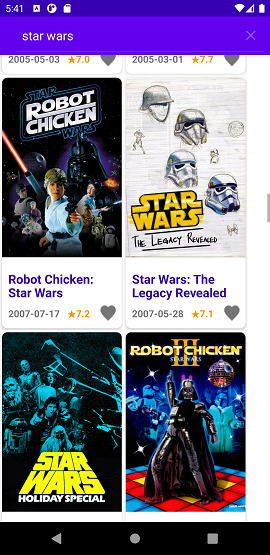 5:41
star wars
2005-05-03 ★7.0
2005-03-01 ★7.7
STAR
ROBOT
CHICKEN
WARS
STAR
WARS
THE LEGACY REVEALED
Robot Chicken:
Star Wars
2007-07-17 ★7.2
Star Wars: The
Legacy Revealed
2007-05-28 ★7.1
STAR
WARS
HOLIDAY SPECIAL
ROBOT CHICKEN
III
STAR WARS